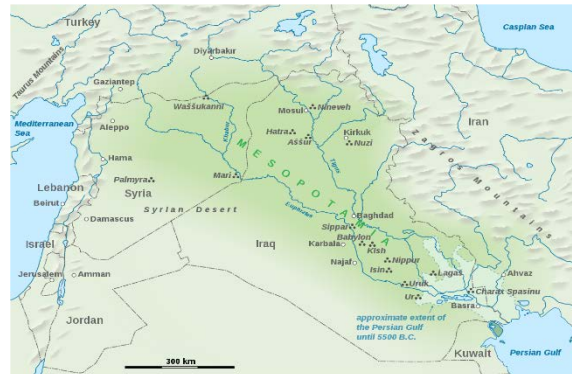 Caspian Sea
Turkey
Taurus Mountains
Diyarbakır
Gaziantep
Waššukanni
Mosul
Nineveh
Iran
Mediterranean
Sea
Aleppo
Khabur
Hatra
Aššur
Kirkuk
Nuzi
Zagros Mountains
Hama
MESOPOTAMIA
Tigris
Lebanon
Palmyra
Syria
Mari
Beirut
Syrian Desert
Euphrates
Baghdad
Damascus
Sippar
Babylon
Kish
Israel
Iraq
Karbala
Nippur
Najaf
Isin
Lagaš
Ahvaz
Jerusalem
Amman
Uruk
Charax Spasinu
Ur
Basra
Jordan
approximate extent of
the Persian Gulf
until 5500 B.C.
Kuwait
Persian Gulf
300 km